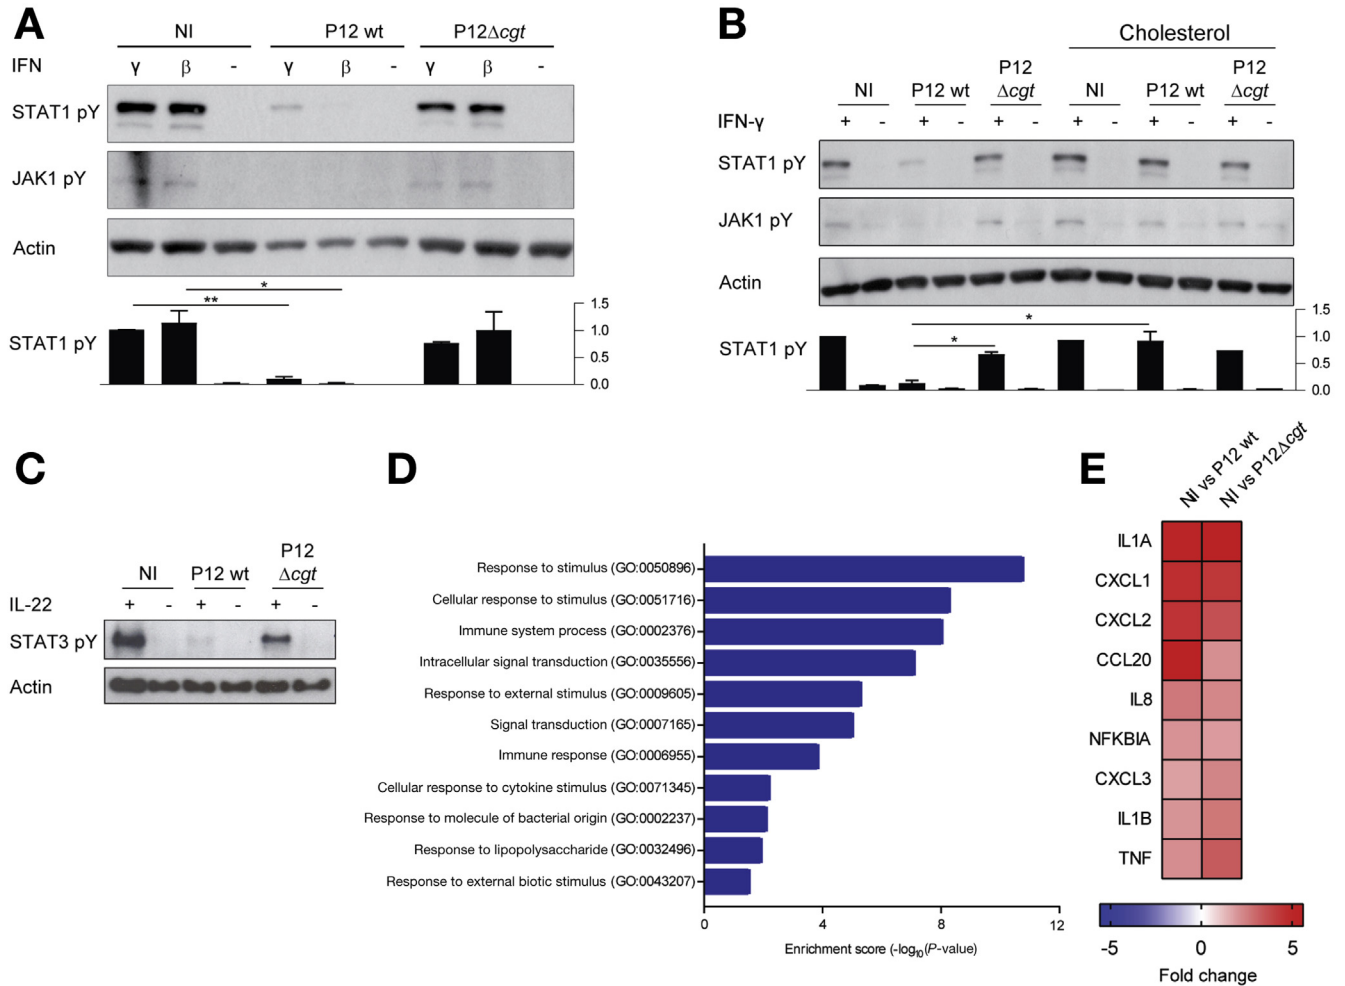 A
NI P12 wt P12Δcgt
IFN γ β - γ β - γ β -
STAT1 pY
JAK1 pY
Actin
* 
**
STAT1 pY
1.5
1.0
0.5
0.0
B
Cholesterol
NI P12 wt P12 Δcgt NI P12 wt P12 Δcgt
IFN-γ + - + - + - + - + - + -
STAT1 pY
JAK1 pY
Actin
*
*
STAT1 pY
1.5
1.0
0.5
0.0
C
NI P12 wt P12 Δcgt
IL-22 + - + - + -
STAT3 pY
Actin
D
Response to stimulus (GO:0050896)
Cellular response to stimulus (GO:0051716)
Immune system process (GO:0002376)
Intracellular signal transduction (GO:0035556)
Response to external stimulus (GO:0009605)
Signal transduction (GO:0007165)
Immune response (GO:0006955)
Cellular response to cytokine stimulus (GO:0071345)
Response to molecule of bacterial origin (GO:0002237)
Response to lipopolysaccharide (GO:0032496)
Response to external biotic stimulus (GO:0043207)
0 4 8 12
Enrichment score (-log10(P-value)
E
NI vs P12 wt
NI vs P12Δcgt
IL1A
CXCL1
CXCL2
CCL20
IL8
NFKBIA
CXCL3
IL1B
TNF
-5 0 5
Fold change